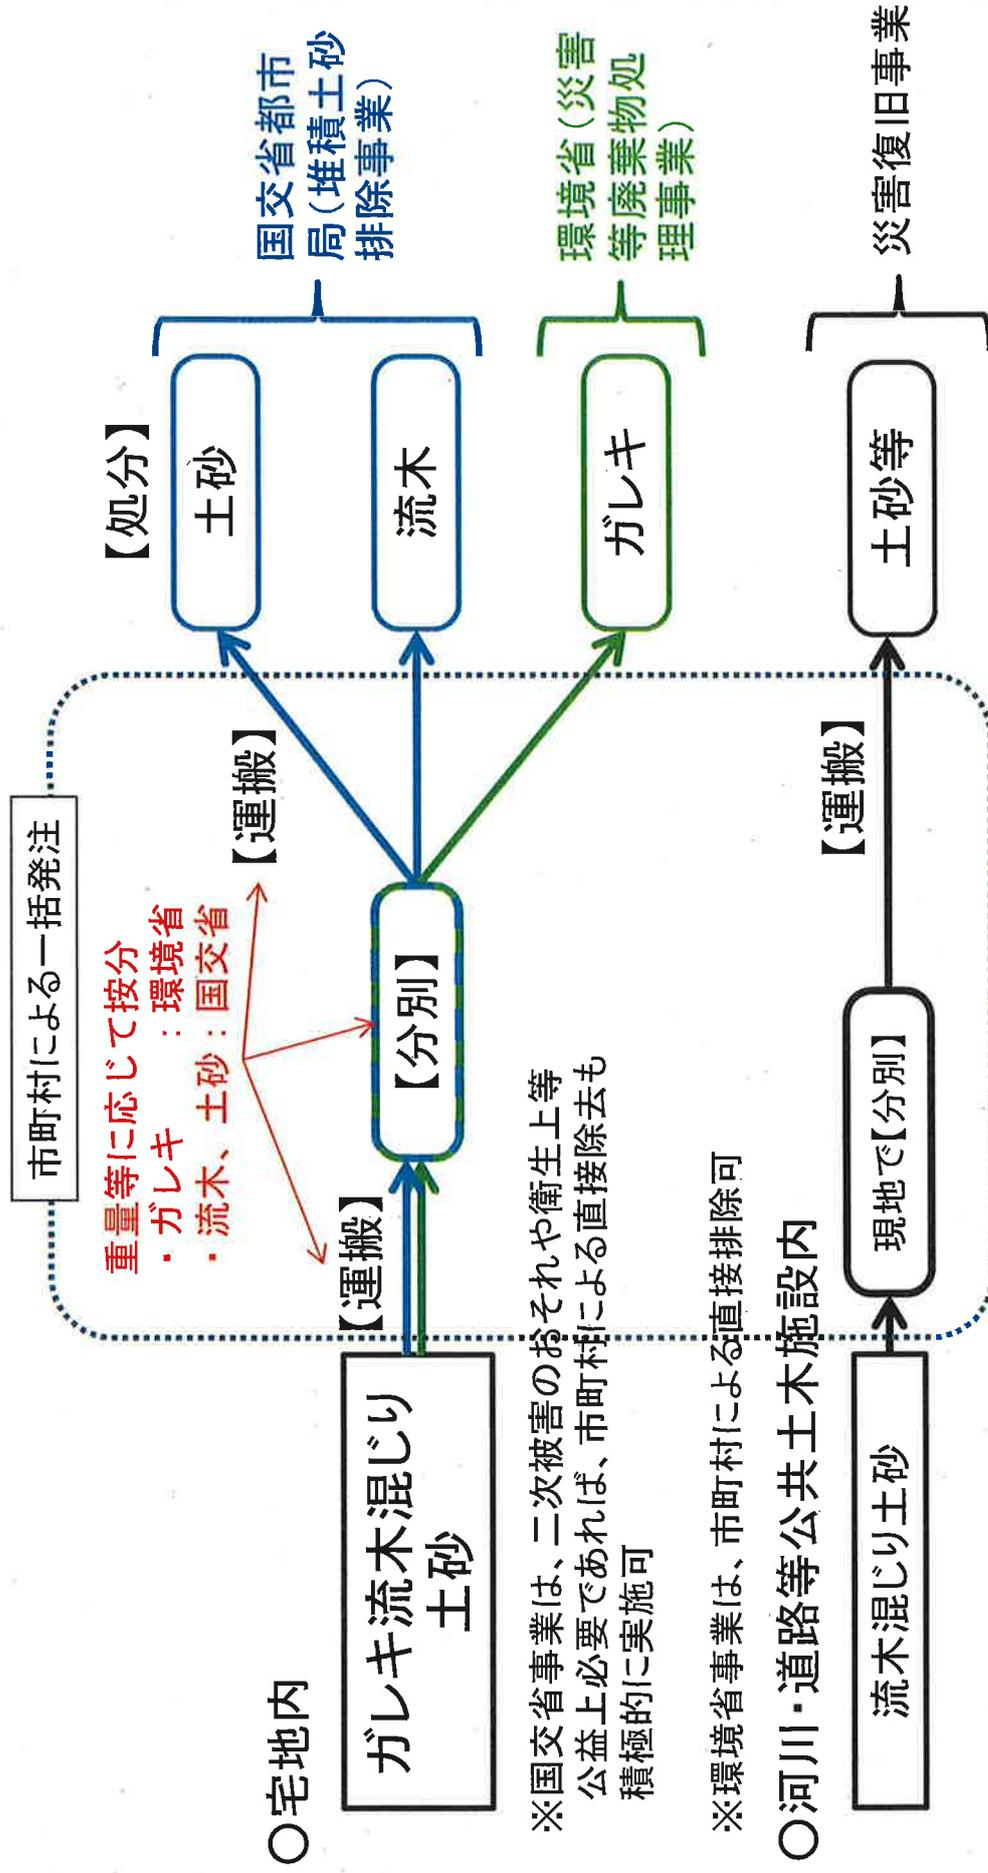 市町村による一括発注
○宅地内
ガレキ流木混じり
土砂
【運搬】
重量等に応じて按分
・ガレキ　　：環境省
・流木、土砂：国交省
【分別】
【運搬】
【処分】
土砂
流木
ガレキ
国交省都市
局（堆積土砂
排除事業）
環境省（災害
等廃棄物処
理事業）
※国交省事業は、二次被害のおそれや衛生上等
公益上必要であれば、市町村による直接除去も
積極的に実施可
※環境省事業は、市町村による直接排除可
○河川・道路等公共土木施設内
流木混じり土砂
現地で【分別】
【運搬】
土砂等
災害復旧事業